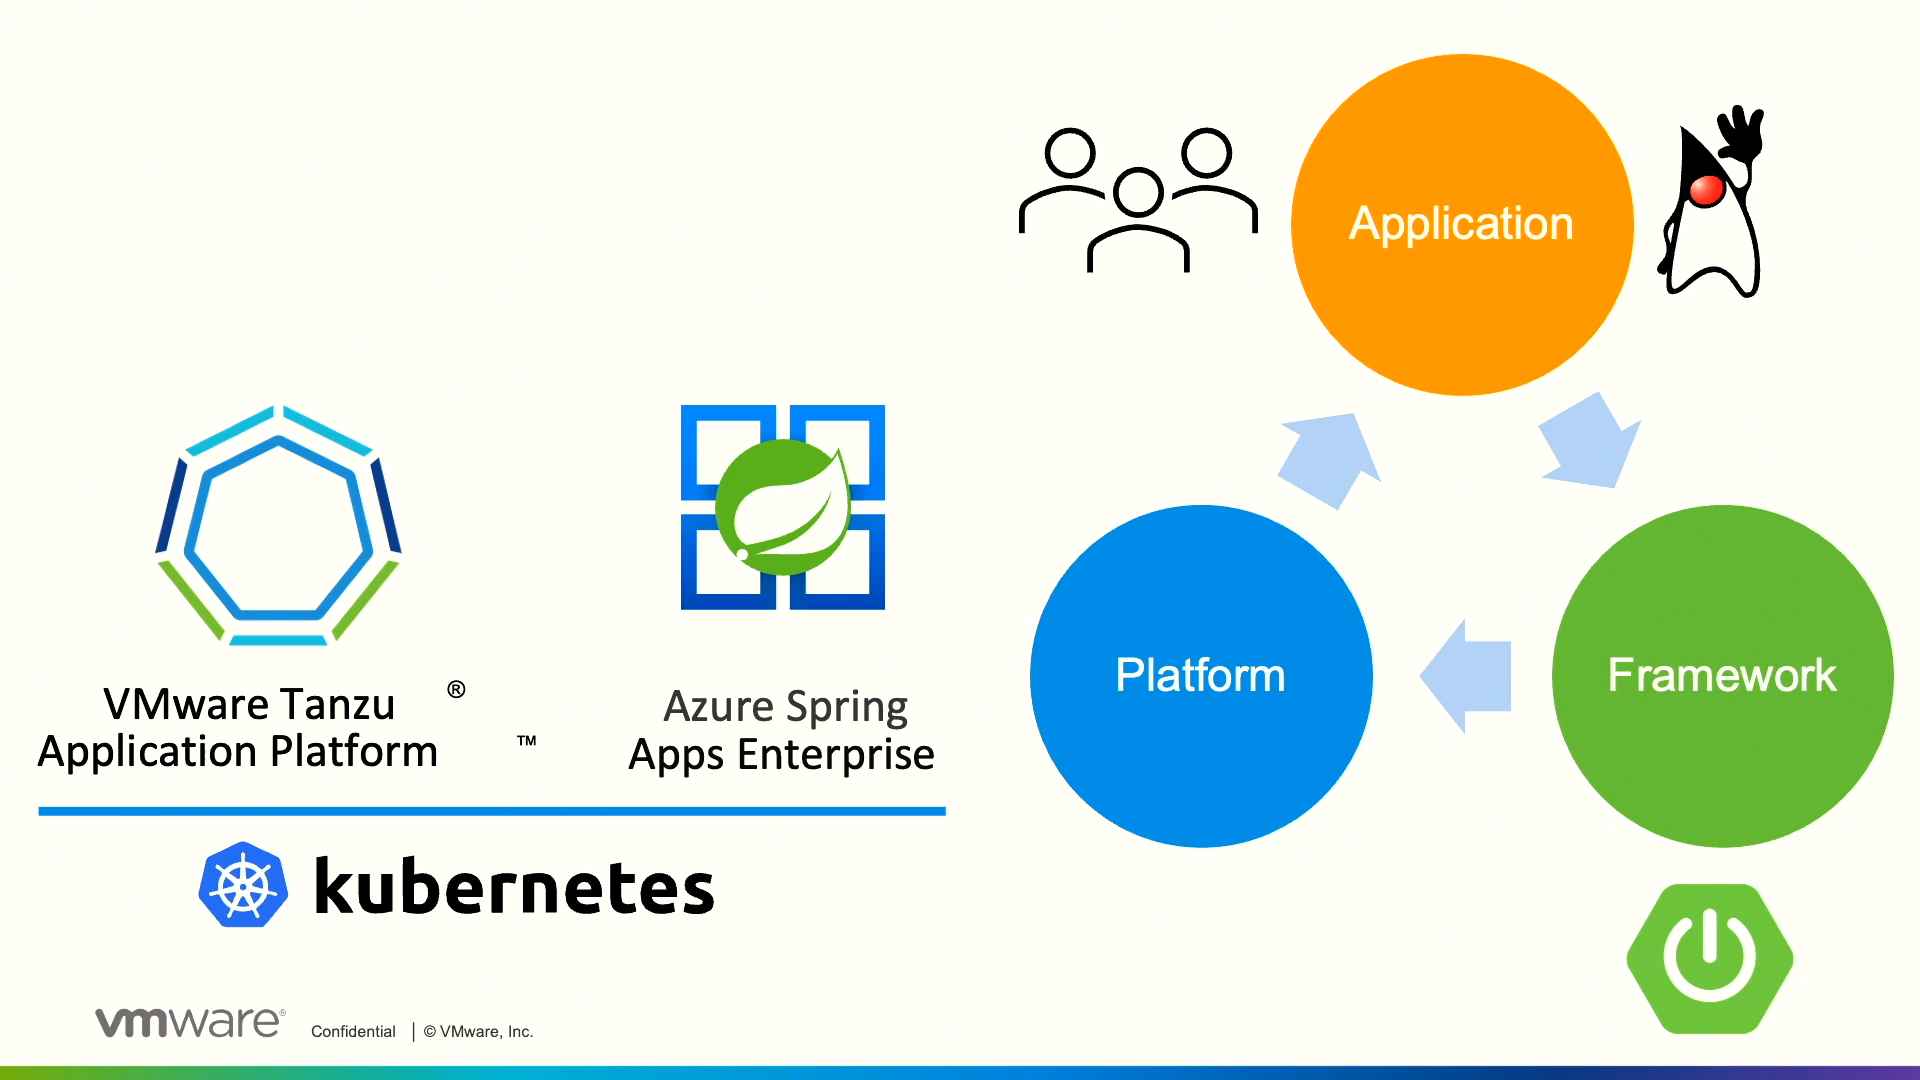 Application
VMware Tanzu ®
Application Platform ™
Azure Spring
Apps Enterprise
Platform
Framework
kubernetes
vmware®
Confidential | © VMware, Inc.